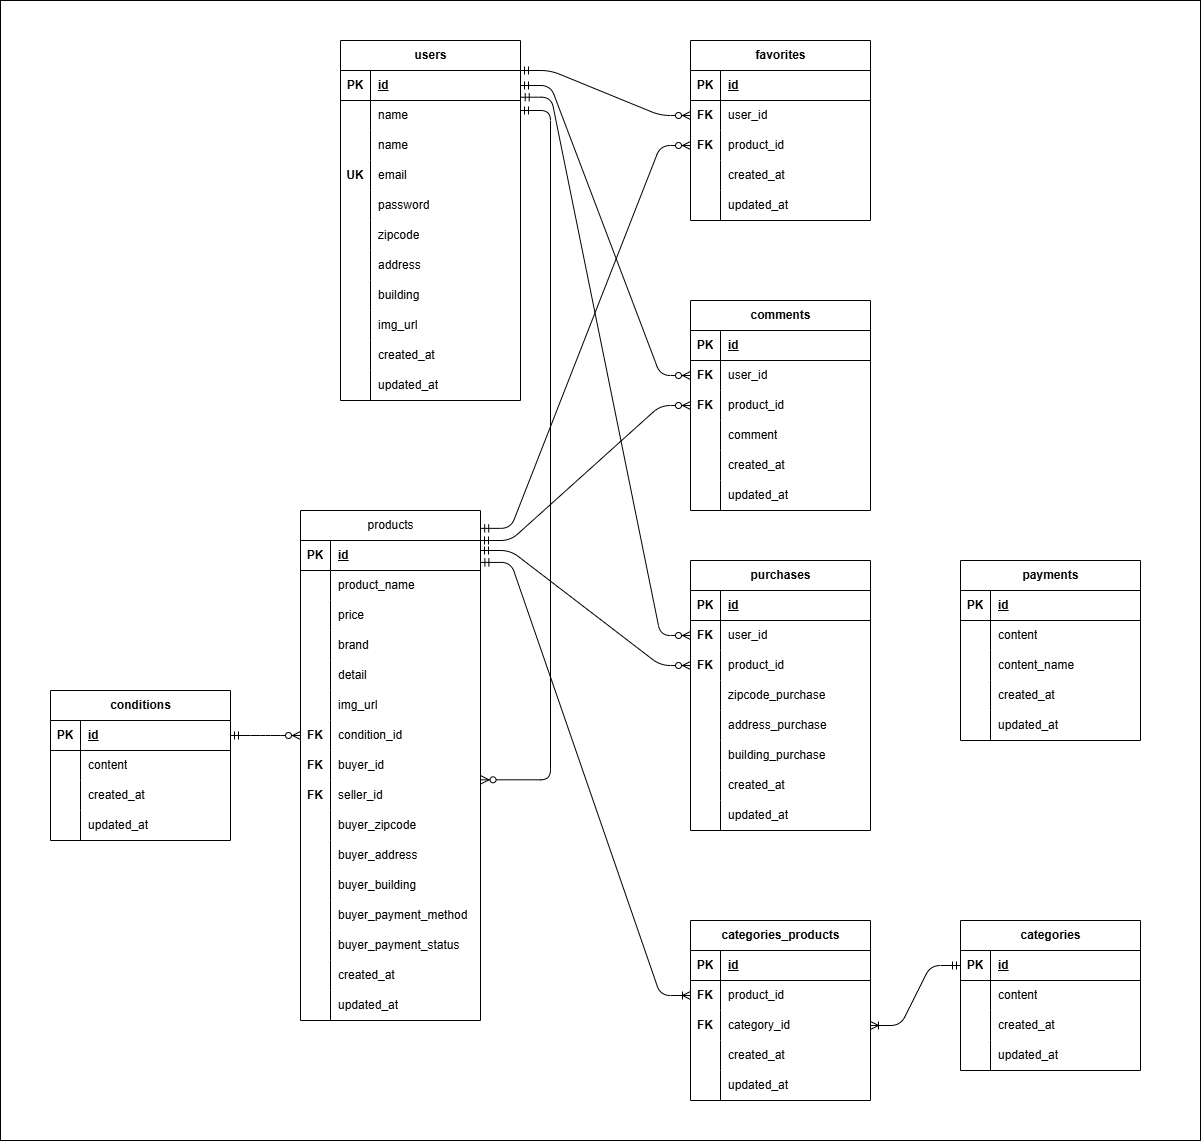 users
PK id
name
name
UK email
password
zipcode
address
building
img_url
created_at
updated_at
favorites
PK id
FK user_id
FK product_id
created_at
updated_at
comments
PK id
FK user_id
FK product_id
comment
created_at
updated_at
products
PK id
product_name
price
brand
detail
img_url
FK condition_id
FK buyer_id
FK seller_id
buyer_zipcode
buyer_address
buyer_building
buyer_payment_method
buyer_payment_status
created_at
updated_at
purchases
PK id
FK user_id
FK product_id
zipcode_purchase
address_purchase
building_purchase
created_at
updated_at
payments
PK id
content
content_name
created_at
updated_at
conditions
PK id
content
created_at
updated_at
categories_products
PK id
FK product_id
FK category_id
created_at
updated_at
categories
PK id
content
created_at
updated_at